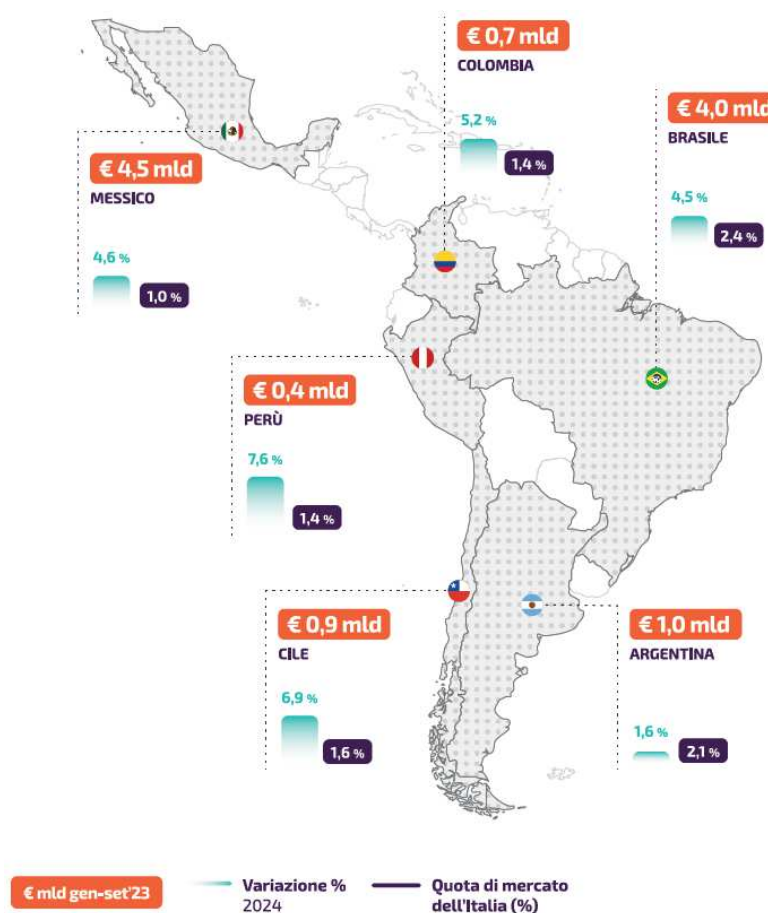 € 0,7 mld
COLOMBIA
5,2 %
1,4 %
€ 4,0 mld
BRASILE
4,5 %
2,4 %
€ 4,5 mld
MESSICO
4,6 %
1,0 %
€ 0,4 mld
PERÙ
7,6 %
1,4 %
€ 0,9 mld
CILE
6,9 %
1,6 %
€ 1,0 mld
ARGENTINA
1,6 %
2,1 %
€ mld gen-set'23
Variazione %
2024
Quota di mercato
dell'Italia (%)